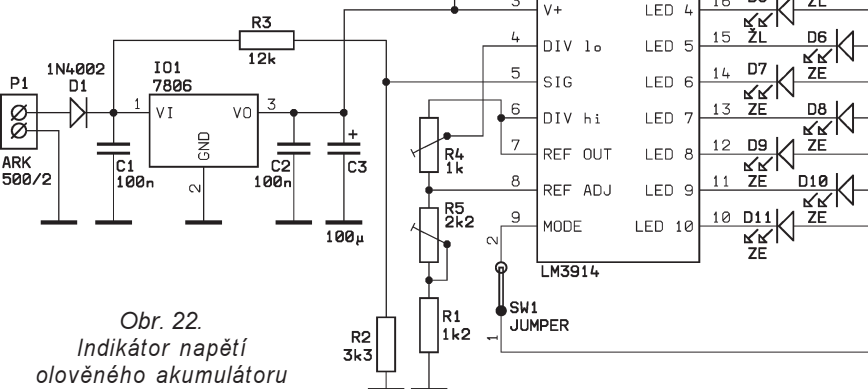 3 V+ LED 4 16 ŽL
R3
12k
4 DIV lo LED 5 15 ŽL D6
P1 1N4002 D1 IO1 7806
5 SIG LED 6 14 D7 ZE
1 VI VO 3
6 DIV hi LED 7 13 ZE D8
GND
2
ARK
500/2
C1
100n
C2
100n
+
C3
100µ
R4
1k
7 REF OUT LED 8 12 D9 ZE
8 REF ADJ LED 9 11 ZE D10
R5
2k2
9 MODE LED 10 10 D11 ZE
ZE
2
LM3914
SW1
JUMPER
1
R1
1k2
R2
3k3
Obr. 22.
Indikátor napětí
olověného akumulátoru